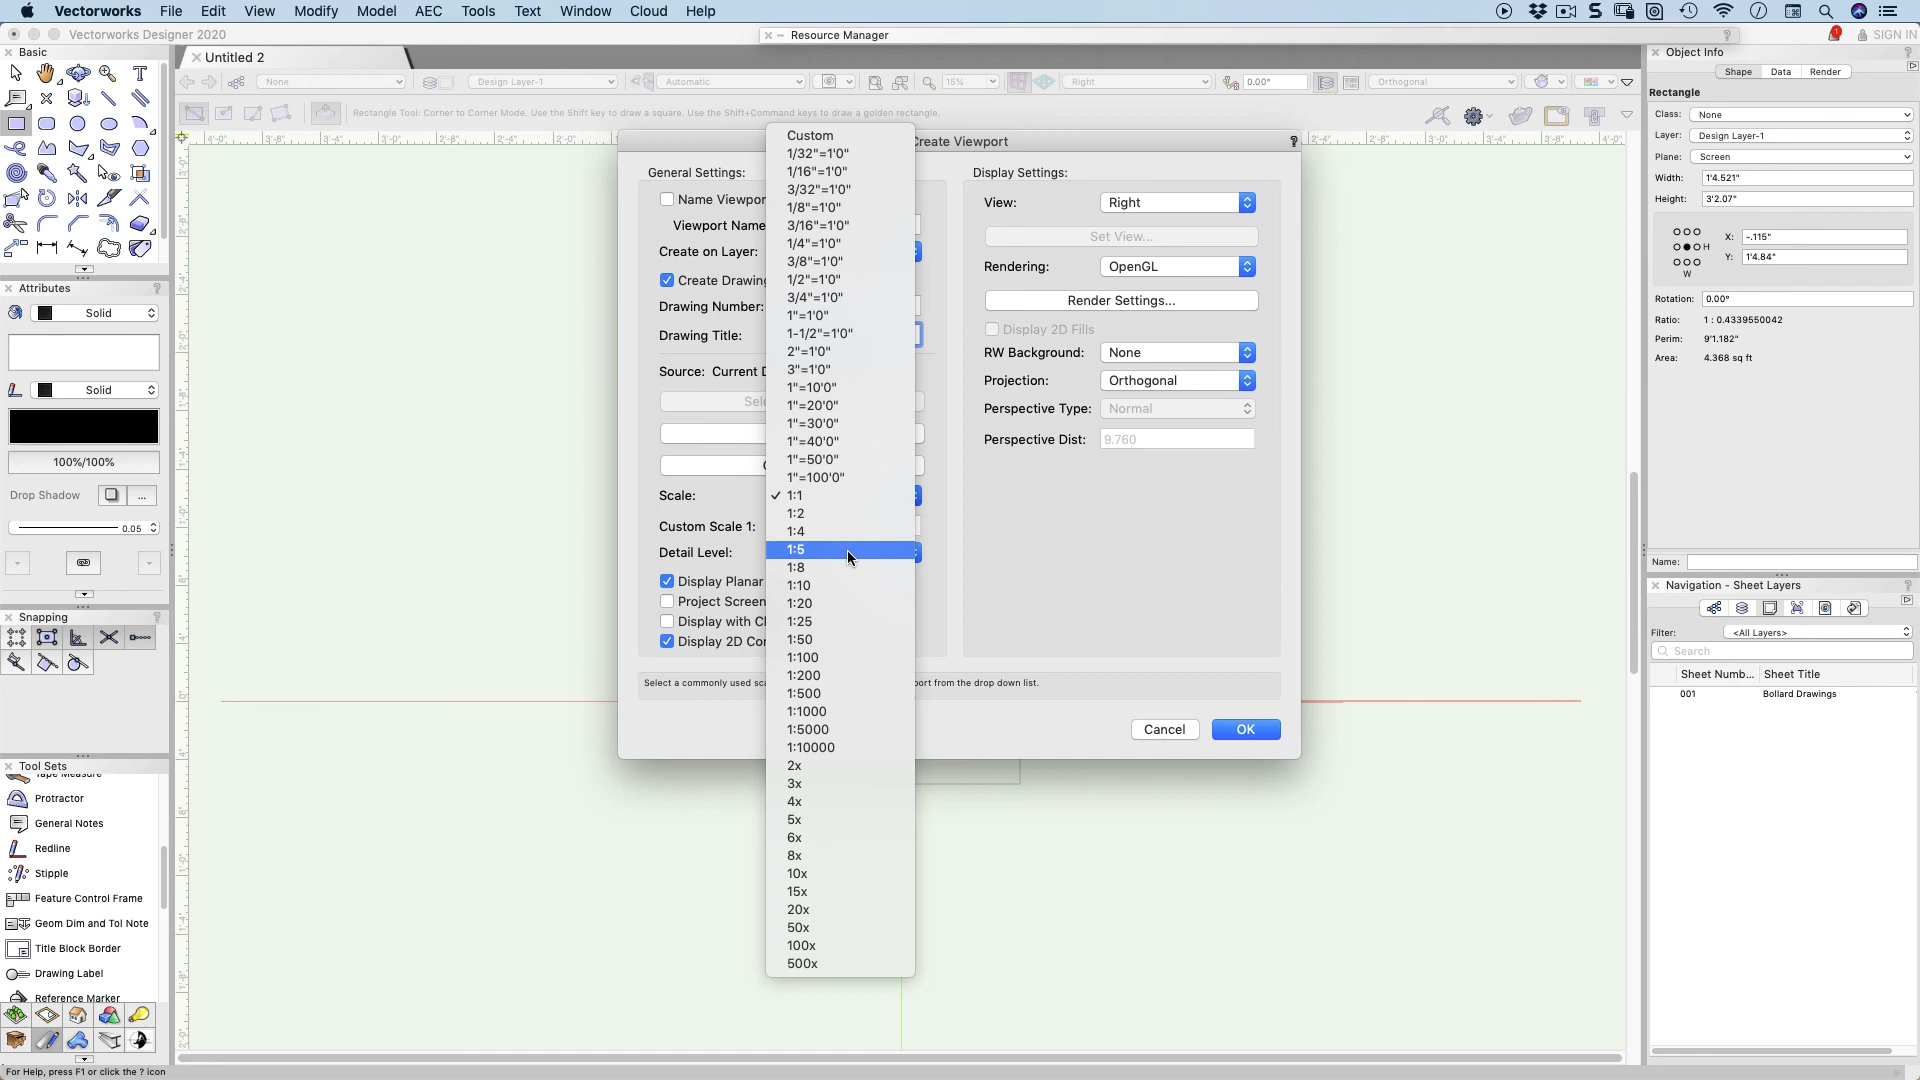 Vectorworks File Edit View Modify Model AEC Tools Text Window Cloud Help
Vectorworks Designer 2020
Resource Manager
SIGN IN
1
Basic
Untitled 2
None
Design Layer-1
Automatic
15%
Right
0.00°
Orthogonal
Rectangle Tool: Corner to Corner Mode. Use the Shift key to draw a square. Use the Shift+Command keys to draw a golden rectangle.
Attributes
Solid
Solid
100%/100%
Drop Shadow
...
0.05
Snapping
Tool Sets
Tape Measure
Protractor
General Notes
Redline
Stipple
Feature Control Frame
Geom Dim and Tol Note
Title Block Border
Drawing Label
Reference Marker
For Help, press F1 or click the ? icon
Create Viewport
?
General Settings:
Name Viewpor
Viewport Name
Create on Layer:
Create Drawing
Drawing Number:
Drawing Title:
Source: Current D
Sele
Scale:
Custom Scale 1:
Detail Level:
Display Planar
Project Screen
Display with Cl
Display 2D Cor
Select a commonly used sca
port from the drop down list.
Custom
1/32"=1'0"
1/16"=1'0"
3/32"=1'0"
1/8"=1'0"
3/16"=1'0"
1/4"=1'0"
3/8"=1'0"
1/2"=1'0"
3/4"=1'0"
1"=1'0"
1-1/2"=1'0"
2"=1'0"
3"=1'0"
1"=10'0"
1"=20'0"
1"=30'0"
1"=40'0"
1"=50'0"
1"=100'0"
✓ 1:1
1:2
1:4
1:5
1:8
1:10
1:20
1:25
1:50
1:100
1:200
1:500
1:1000
1:5000
1:10000
2x
3x
4x
5x
6x
8x
10x
15x
20x
50x
100x
500x
Display Settings:
View: Right
Set View...
Rendering: OpenGL
Render Settings...
Display 2D Fills
RW Background: None
Projection: Orthogonal
Perspective Type: Normal
Perspective Dist: 9.760
Cancel
OK
Object Info
Shape Data Render
Rectangle
Class: None
Layer: Design Layer-1
Plane: Screen
Width: 1'4.521"
Height: 3'2.07"
H
W
X: -.115"
Y: 1'4.84"
Rotation: 0.00°
Ratio: 1 : 0.4339550042
Perim: 9'1.182"
Area: 4.368 sq ft
Name:
Navigation - Sheet Layers
Filter: <All Layers>
Search
Sheet Numb... Sheet Title
001 Bollard Drawings